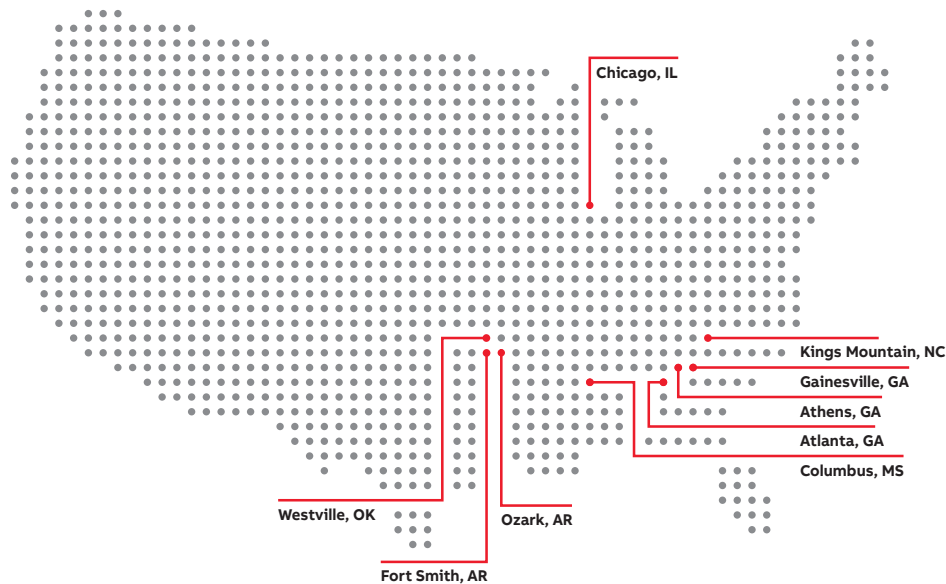 Chicago, IL
Kings Mountain, NC
Gainesville, GA
Athens, GA
Atlanta, GA
Columbus, MS
Westville, OK
Ozark, AR
Fort Smith, AR